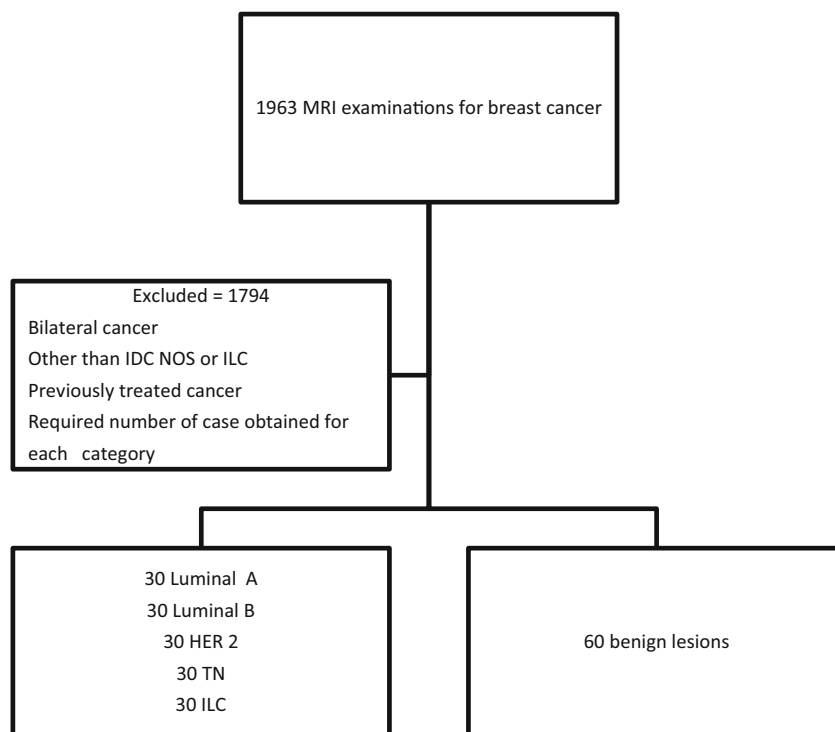 1963 MRI examinations for breast cancer
Excluded = 1794
Bilateral cancer
Other than IDC NOS or ILC
Previously treated cancer
Required number of case obtained for
each category
30 Luminal A
30 Luminal B
30 HER 2
30 TN
30 ILC
60 benign lesions